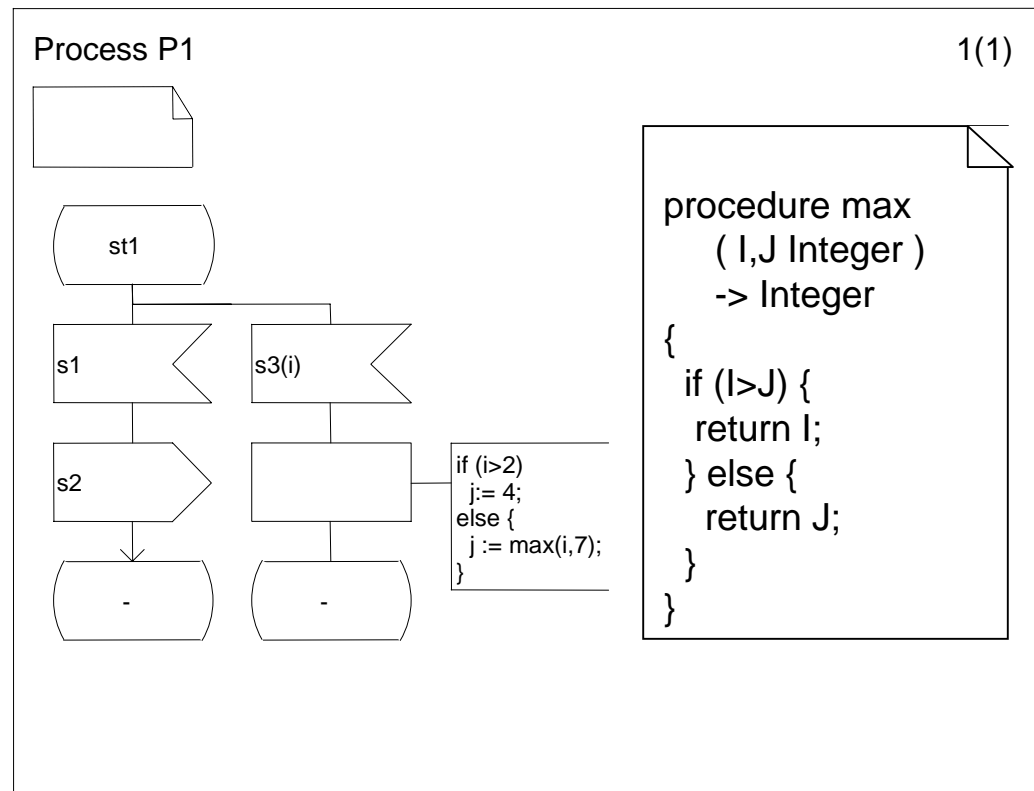 Process P1
1(1)
st1
s1
s3(i)
s2
if (i>2)
j:= 4;
else {
j := max(i,7);
}
-
-
procedure max
( I,J Integer )
-> Integer
{
if (I>J) {
return I;
} else {
return J;
}
}